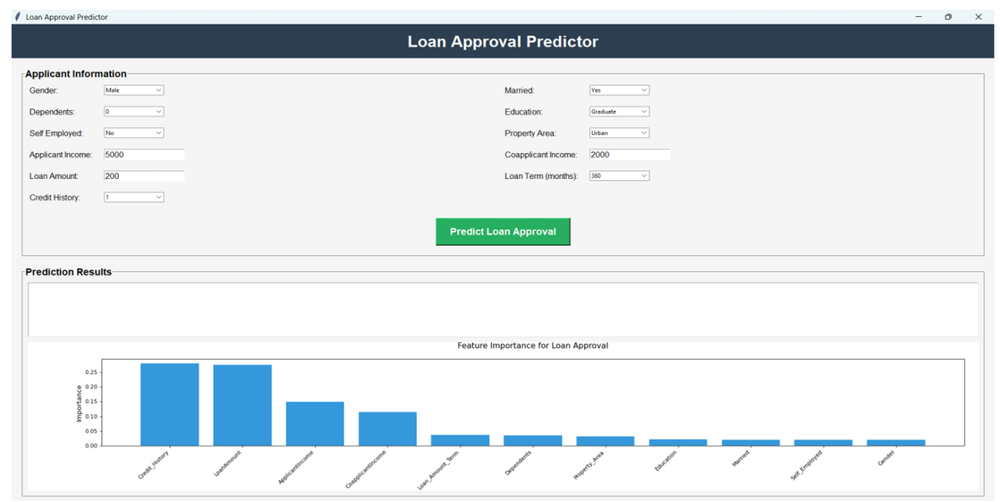 Loan Approval Predictor
Loan Approval Predictor
Applicant Information
Gender: Male Married: Yes
Dependents: 0 Education: Graduate
Self Employed: No Property Area: Urban
Applicant Income: 5000 Coapplicant Income: 2000
Loan Amount: 200 Loan Term (months): 360
Credit History: 1
Predict Loan Approval
Prediction Results
Feature Importance for Loan Approval
Importance
0.25
0.20
0.15
0.10
0.05
0.00
Credit_History LoanAmount ApplicantIncome CoapplicantIncome Loan_Amount_Term Dependents Property_Area Education Married Self_Employed Gender